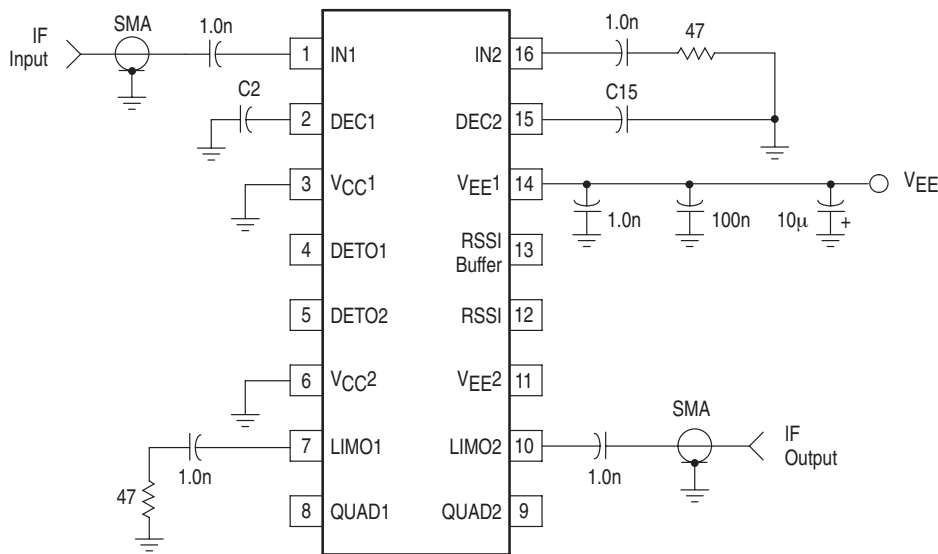 IF
Input
SMA
1.0n
1
IN1
C2
2
DEC1
3
VCC1
4
DETO1
5
DETO2
6
VCC2
7
LIMO1
1.0n
47
8
QUAD1
1.0n
47
IN2
16
C15
DEC2
15
VEE1
14
VEE
1.0n
100n
10µ
+
RSSI
Buffer
13
RSSI
12
VEE2
11
SMA
LIMO2
10
1.0n
IF
Output
QUAD2
9